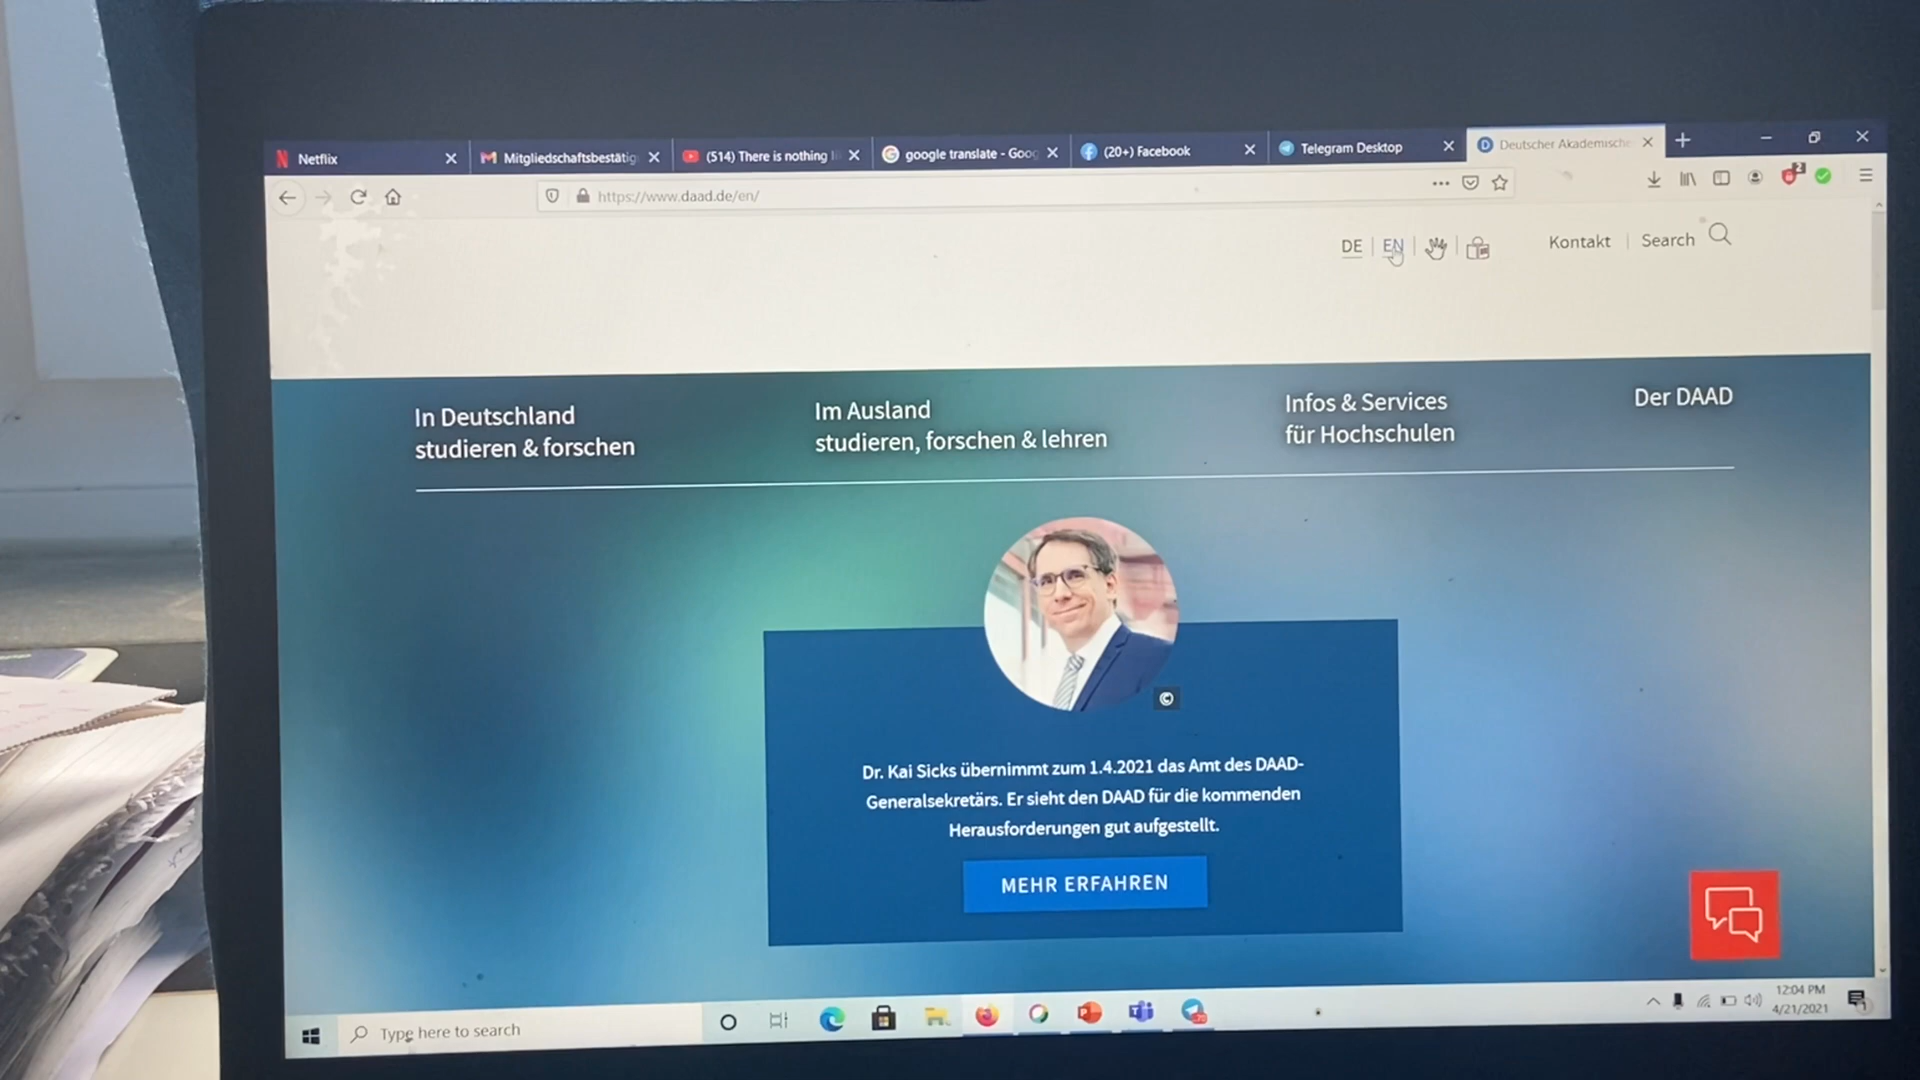 Netflix
Mitgliedschaftsbestätig
(514) There is nothing li
google translate - Goog
(20+) Facebook
Telegram Desktop
Deutscher Akademische
https://www.daad.de/en/
DE | EN
Kontakt | Search
In Deutschland
studieren & forschen
Im Ausland
studieren, forschen & lehren
Infos & Services
für Hochschulen
Der DAAD
©
Dr. Kai Sicks übernimmt zum 1.4.2021 das Amt des DAAD-
Generalsekretärs. Er sieht den DAAD für die kommenden
Herausforderungen gut aufgestellt.
MEHR ERFAHREN
Type here to search
12:04 PM
4/21/2021